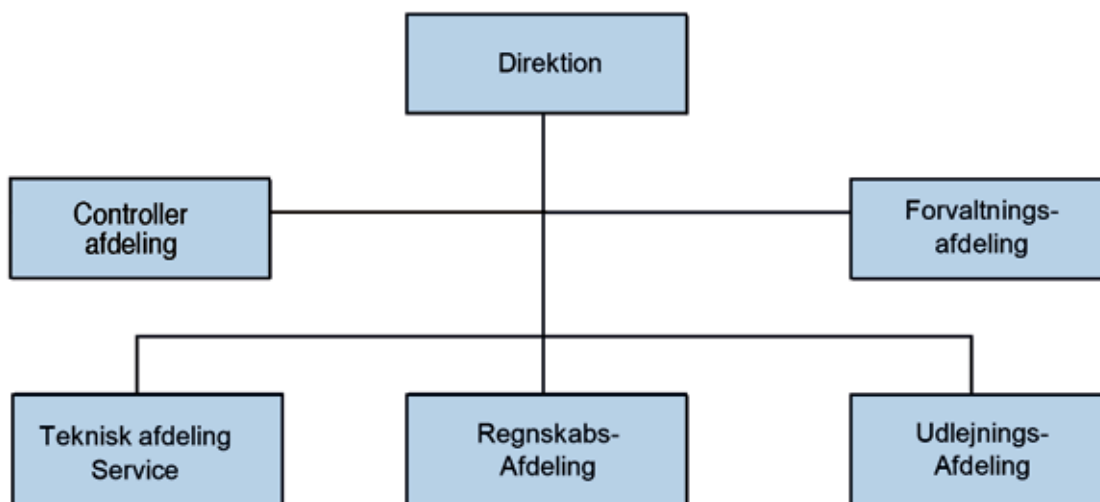 Direktion
Controller
afdeling
Forvaltnings-
afdeling
Teknisk afdeling
Service
Regnskabs-
Afdeling
Udlejnings-
Afdeling